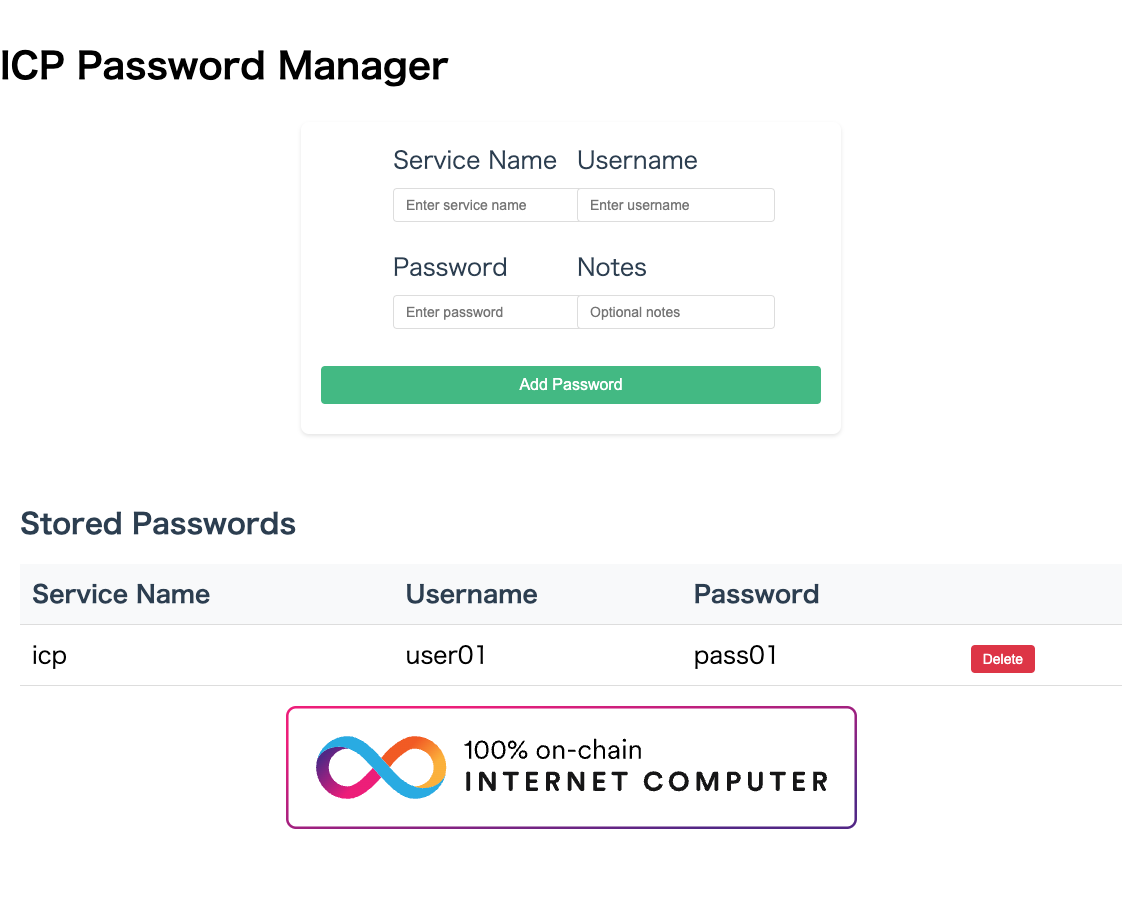 ICP Password Manager
Service Name Username
Enter service name Enter username
Password Notes
Enter password Optional notes
Add Password
Stored Passwords
Service Name Username Password
icp user01 pass01 Delete
100% on-chain
INTERNET COMPUTER